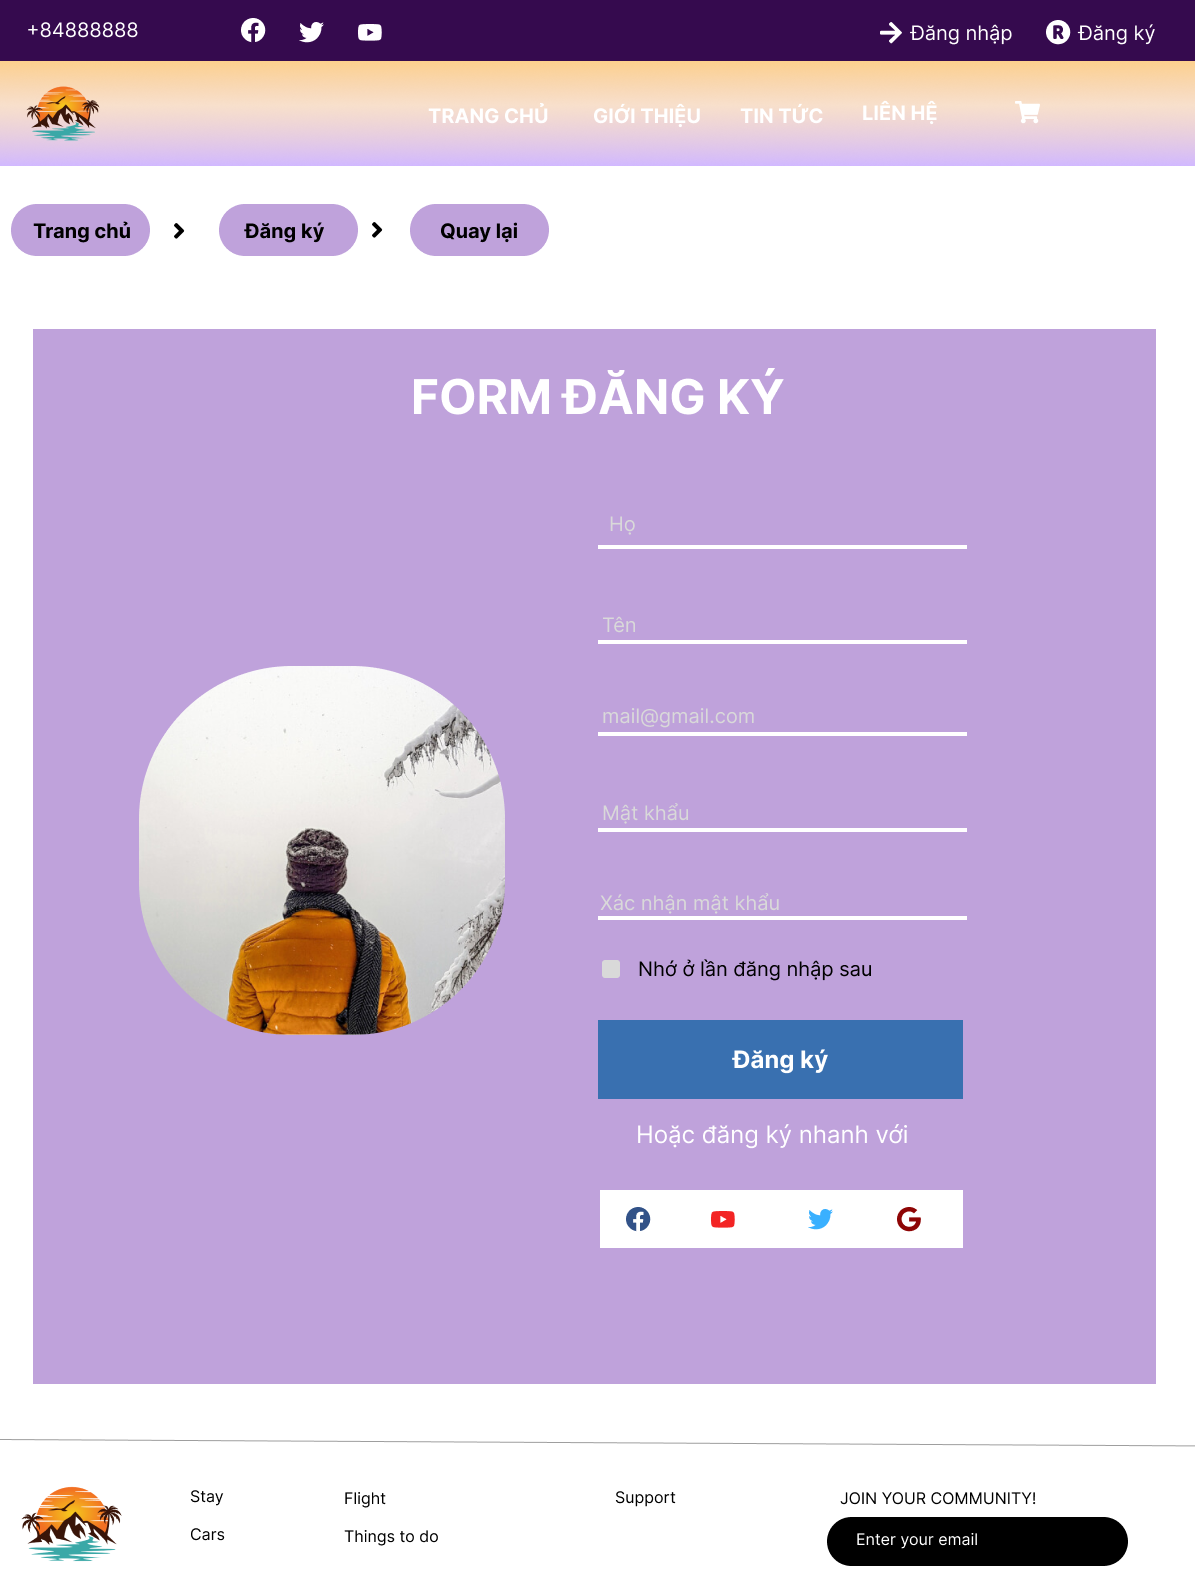 +84888888
Đăng nhập
Đăng ký
TRANG CHỦ
GIỚI THIỆU
TIN TỨC
LIÊN HỆ
Trang chủ
Đăng ký
Quay lại
FORM ĐĂNG KÝ
Họ
Tên
mail@gmail.com
Mật khẩu
Xác nhận mật khẩu
Nhớ ở lần đăng nhập sau
Đăng ký
Hoặc đăng ký nhanh với
Stay
Flight
Support
JOIN YOUR COMMUNITY!
Cars
Things to do
Enter your email